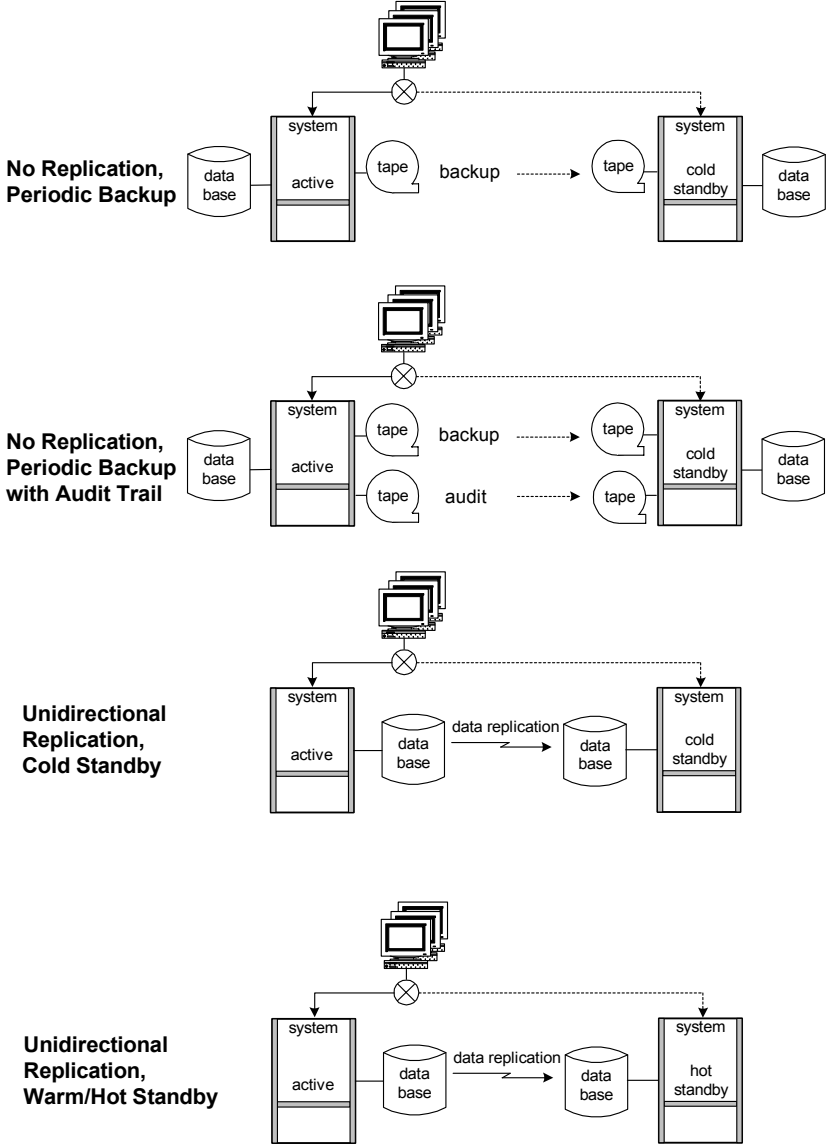 system
system
No Replication,
Periodic Backup
data
base
active
tape
backup
tape
cold
standby
data
base
system
system
No Replication,
Periodic Backup
with Audit Trail
data
base
active
tape
backup
tape
cold
standby
data
base
tape
audit
tape
system
system
Unidirectional
Replication,
Cold Standby
active
data
base
data replication
data
base
cold
standby
system
system
Unidirectional
Replication,
Warm/Hot Standby
active
data
base
data replication
data
base
hot
standby